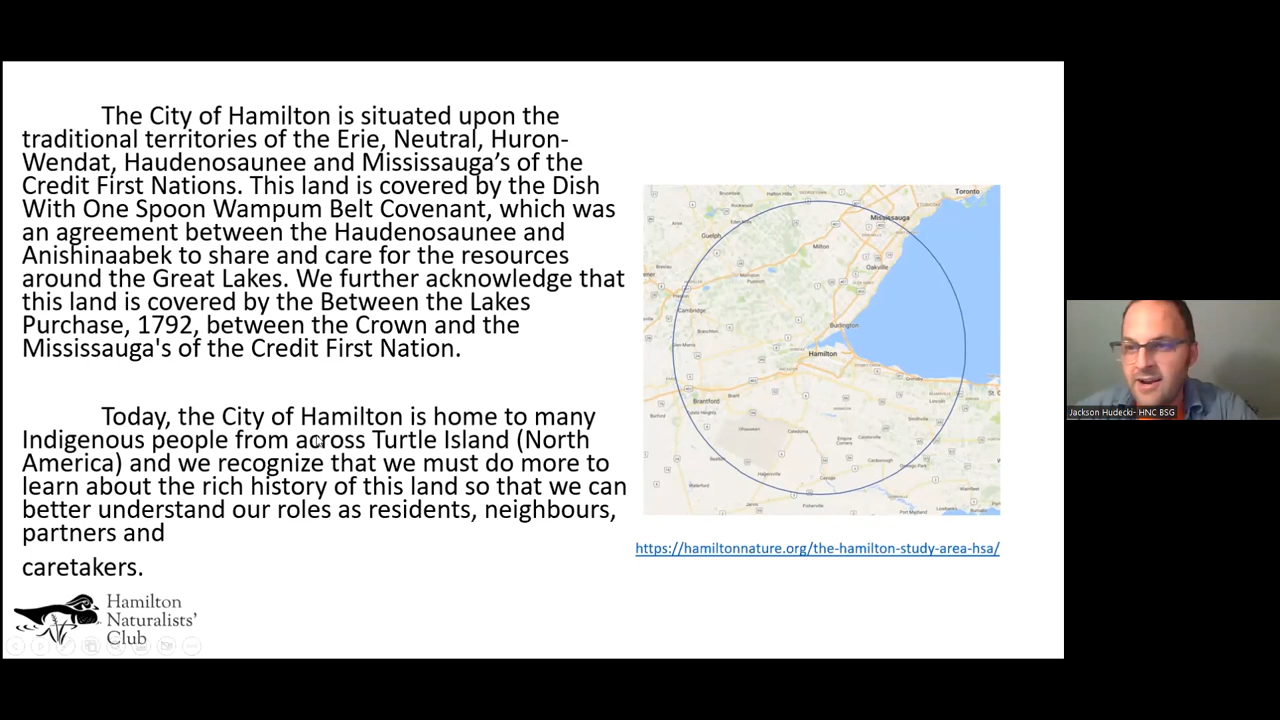 The City of Hamilton is situated upon the
traditional territories of the Erie, Neutral, Huron-
Wendat, Haudenosaunee and Mississauga’s of the
Credit First Nations. This land is covered by the Dish
With One Spoon Wampum Belt Covenant, which was
an agreement between the Haudenosaunee and
Anishinaabek to share and care for the resources
around the Great Lakes. We further acknowledge that
this land is covered by the Between the Lakes
Purchase, 1792, between the Crown and the
Mississauga's of the Credit First Nation.
Today, the City of Hamilton is home to many
Indigenous people from across Turtle Island (North
America) and we recognize that we must do more to
learn about the rich history of this land so that we can
better understand our roles as residents, neighbours,
partners and
caretakers.
Hamilton
Naturalists’
Club
Toronto
Mississauga
Guelph
Milton
Oakville
Cambridge
Burlington
Hamilton
Brantford
https://hamiltonnature.org/the-hamilton-study-area-hsa/
Jackson Hudecki- HNC BSG